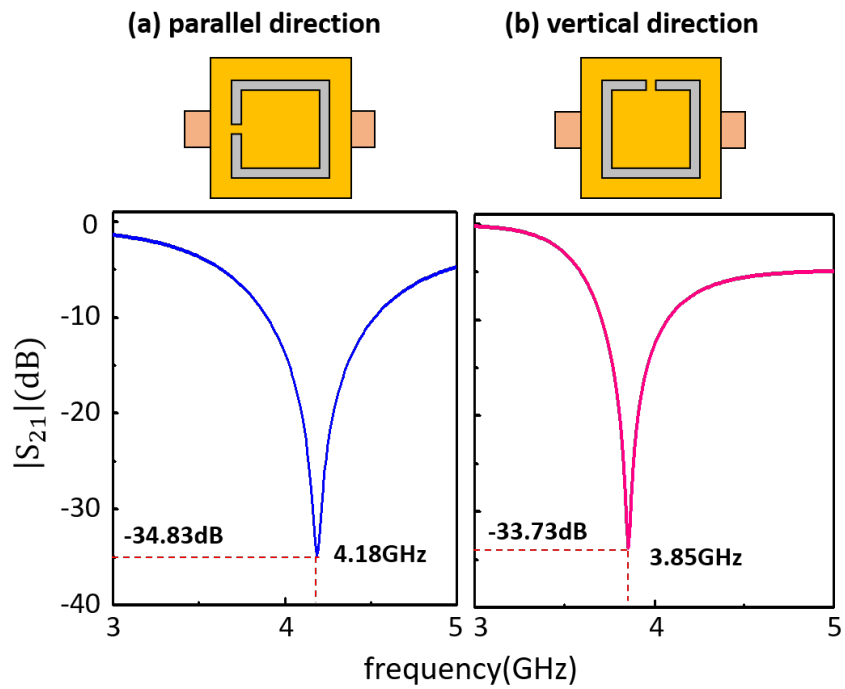 (a) parallel direction
(b) vertical direction
|S₂₁|(dB)
0
-10
-20
-30
-40
-34.83dB
4.18GHz
-33.73dB
3.85GHz
3 4 5
3 4 5
frequency(GHz)